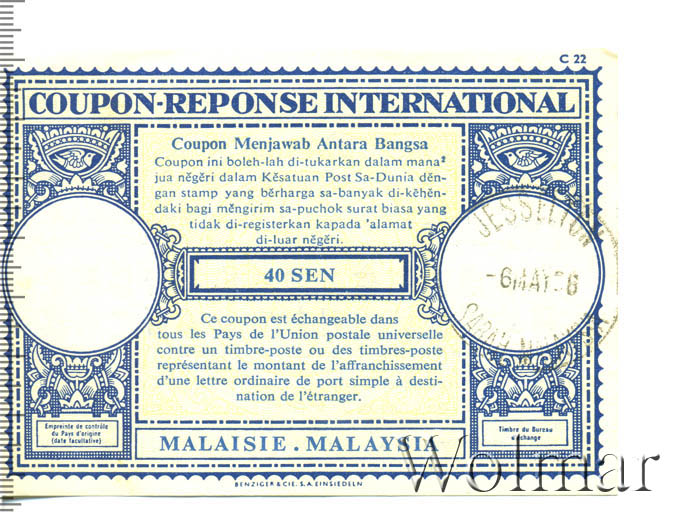 C 22
COUPON-REPONSE INTERNATIONAL
Coupon Menjawab Antara Bangsa
Coupon ini boleh-lah di-tukarkan dalam mana²
jua nĕgĕri dalam Kĕsatuan Post Sa-Dunia dĕn-
gan stamp yang bĕrharga sa-banyak di-kĕhĕn-
daki bagi mĕngirim sa-puchok surat biasa yang
tidak di-registerkan kapada 'alamat
di-luar nĕgĕri.
40 SEN
JESSELTON
-6 MAY
SABAH
Ce coupon est échangeable dans
tous les Pays de l'Union postale universelle
contre un timbre-poste ou des timbres-poste
représentant le montant de l'affranchissement
d'une lettre ordinaire de port simple à desti-
nation de l'étranger.
Empreinte de contrôle
du Pays d'origine
(date facultative)
Timbre du Bureau
d'échange
MALAISIE . MALAYSIA
BENZIGER & CIE. S.A. EINSIEDELN
Wolmar